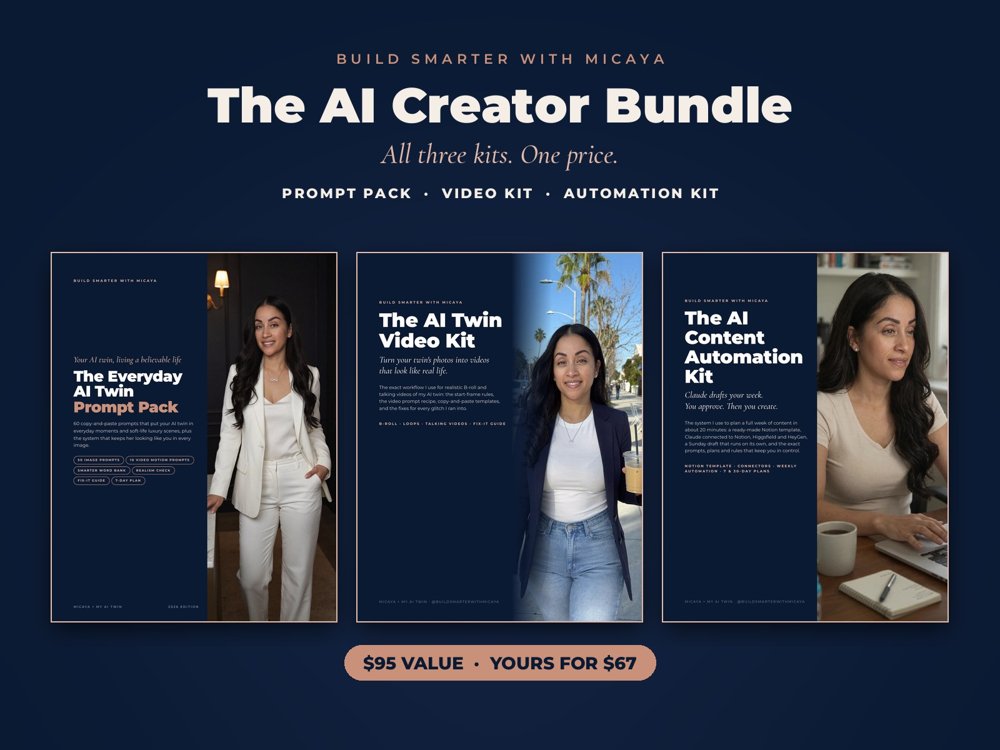 BUILD SMARTER WITH MICAYA
The AI Creator Bundle
All three kits. One price.
PROMPT PACK · VIDEO KIT · AUTOMATION KIT
BUILD SMARTER WITH MICAYA
Your AI twin, living a believable life
The Everyday
AI Twin
Prompt Pack
60 copy-and-paste prompts that put your AI twin in
everyday moments and soft-life luxury scenes, plus
the system that keeps her looking like you in every
image.
50 IMAGE PROMPTS
10 VIDEO MOTION PROMPTS
SMARTER WORD BANK
REALISM CHECK
FIX-IT GUIDE
7-DAY PLAN
MICAYA + MY AI TWIN
2026 EDITION
BUILD SMARTER WITH MICAYA
The AI Twin
Video Kit
Turn your twin's photos into videos
that look like real life.
The exact workflow I use for realistic B-roll and
talking videos of my AI twin: the start-frame rules,
the video prompt recipe, copy-and-paste templates,
and the fixes for every glitch I ran into.
B-ROLL · LOOPS · TALKING VIDEOS · FIX-IT GUIDE
MICAYA + MY AI TWIN · @BUILDSMARTERWITHMICAYA
BUILD SMARTER WITH MICAYA
The AI
Content
Automation
Kit
Claude drafts your week.
You approve. Then you create.
The system I use to plan a full week of content in
about 20 minutes: a ready-made Notion template,
Claude connected to Notion, Higgsfield and HeyGen,
a Sunday draft that runs on its own, and the exact
prompts, plans and rules that keep you in control.
NOTION TEMPLATE · CONNECTORS · WEEKLY
AUTOMATION · 7 & 30-DAY PLANS
MICAYA + MY AI TWIN · @BUILDSMARTERWITHMICAYA
$95 VALUE · YOURS FOR $67